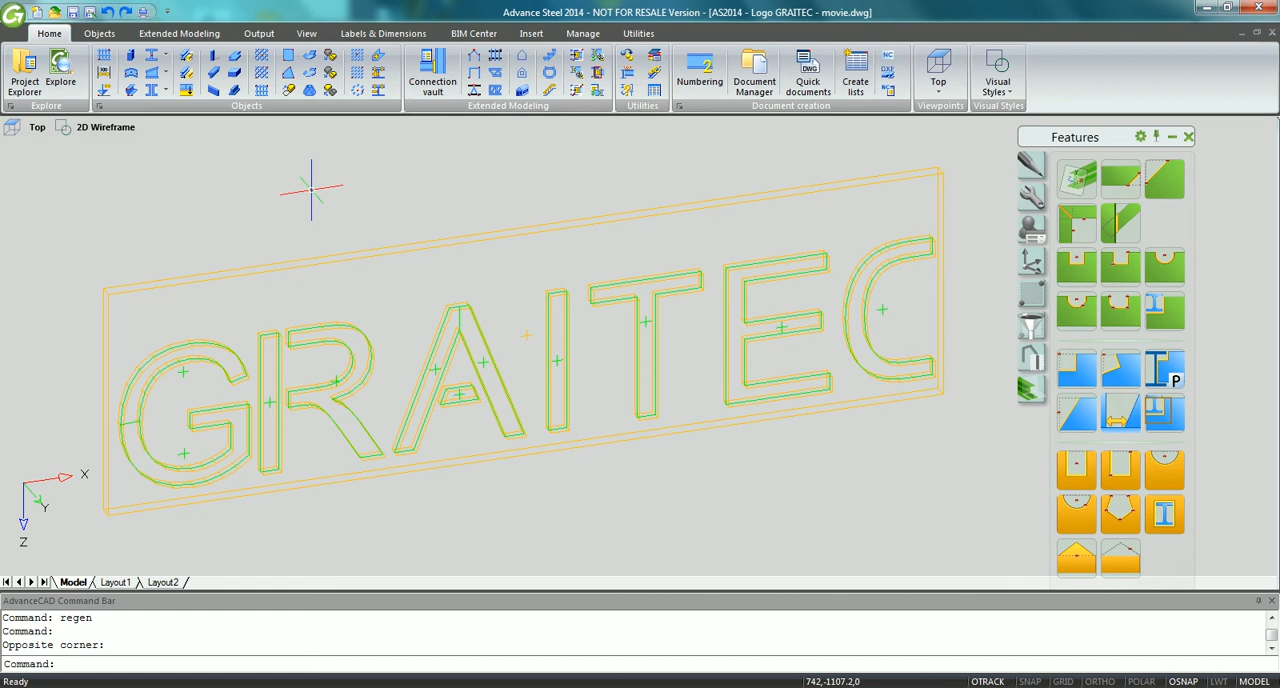 Advance Steel 2014 - NOT FOR RESALE Version - [AS2014 - Logo GRAITEC - movie.dwg]
Home Objects Extended Modeling Output View Labels & Dimensions BIM Center Insert Manage Utilities
Project Explorer
Explore
Connection vault
Numbering
Document Manager
Quick documents
Create lists
Top
Visual Styles
DWG
NC
DXF
NC
Explore Objects Extended Modeling Utilities Document creation Viewpoints Visual Styles
Top 2D Wireframe
Features
P
GRAITEC
X
Y
Z
Model Layout1 Layout2
AdvanceCAD Command Bar
Command: regen
Command:
Opposite corner:
Command:
Ready 742,-1107.2,0 OTRACK SNAP GRID ORTHO POLAR OSNAP LWT MODEL